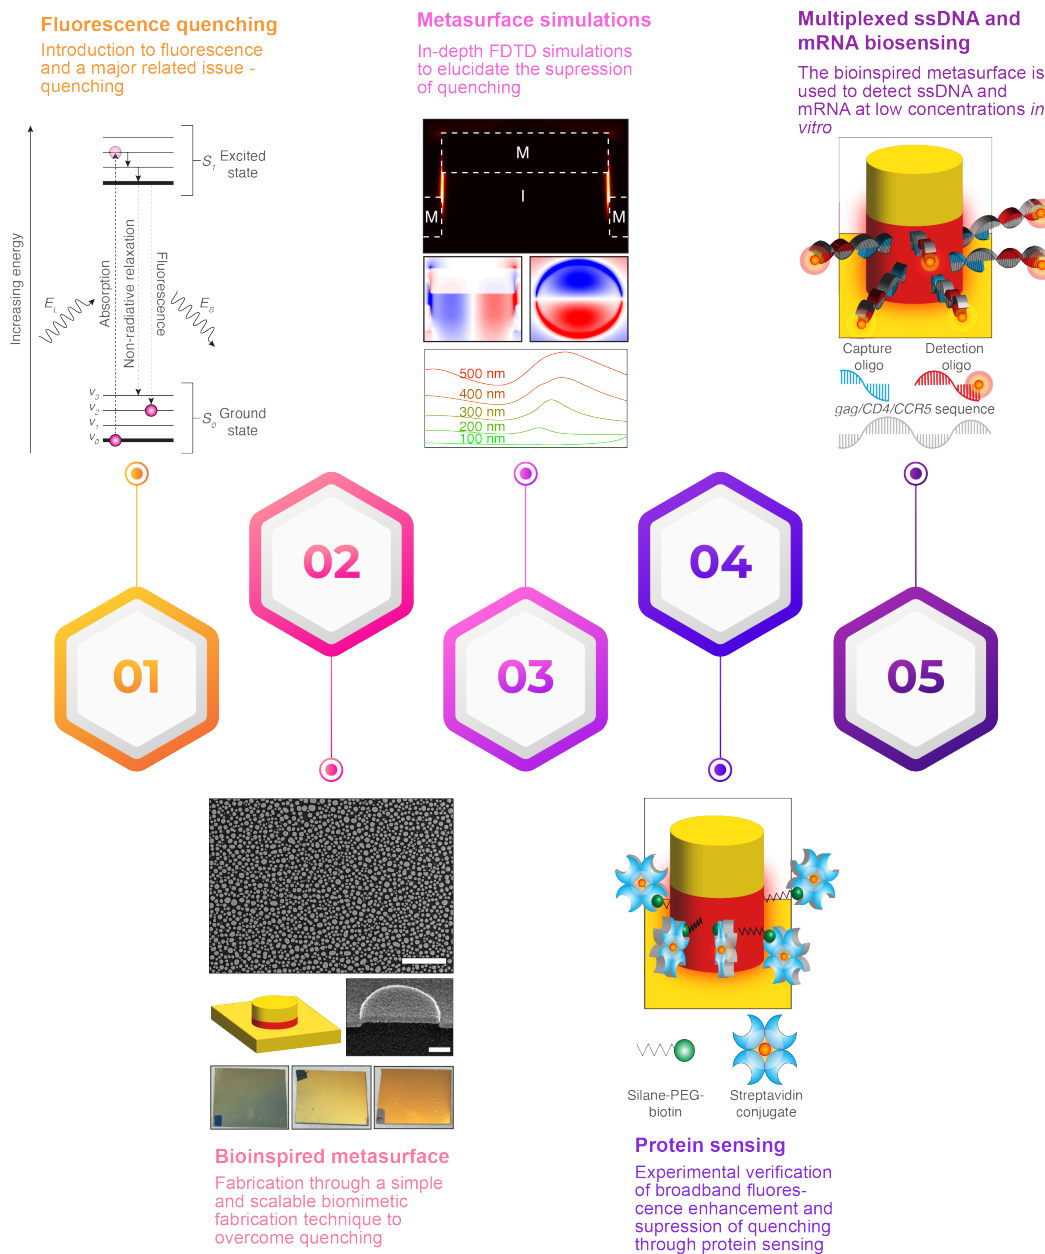 Fluorescence quenching
Introduction to fluorescence
and a major related issue -
quenching
Increasing energy
S1
Excited
state
Absorption
Non-radiative relaxation
Fluorescence
EL
ES
v3
v2
v1
v0
S0
Ground
state
Metasurface simulations
In-depth FDTD simulations
to elucidate the supression
of quenching
M
I
M
M
500 nm
400 nm
300 nm
200 nm
100 nm
Multiplexed ssDNA and
mRNA biosensing
The bioinspired metasurface is
used to detect ssDNA and
mRNA at low concentrations in
vitro
Capture
oligo
Detection
oligo
gag/CD4/CCR5 sequence
01
02
03
04
05
Bioinspired metasurface
Fabrication through a simple
and scalable biomimetic
fabrication technique to
overcome quenching
Silane-PEG-
biotin
Streptavidin
conjugate
Protein sensing
Experimental verification
of broadband fluores-
cence enhancement and
supression of quenching
through protein sensing